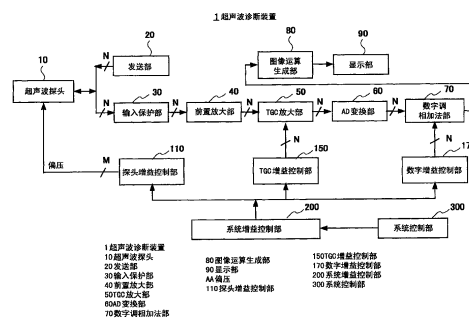 1超声波诊断装置
10
超声波探头
20
发送部
80
图像运算
生成部
90
显示部
N
N
30
输入保护部
N
40
前置放大部
N
50
TGC放大部
N
60
AD变换部
N
70
数字调
相加法部
偏压
M
110
探头增益控制部
N
150
TGC增益控制部
N
17
数字增益控制部
200
系统增益控制部
300
系统控制部
1超声波诊断装置
10超声波探头
20发送部
30输入保护部
40前置放大部
50TGC放大部
60AD变换部
70数字调相加法部
80图像运算生成部
90显示部
AA偏压
110探头增益控制部
150TGC增益控制部
170数字增益控制部
200系统增益控制部
300系统控制部